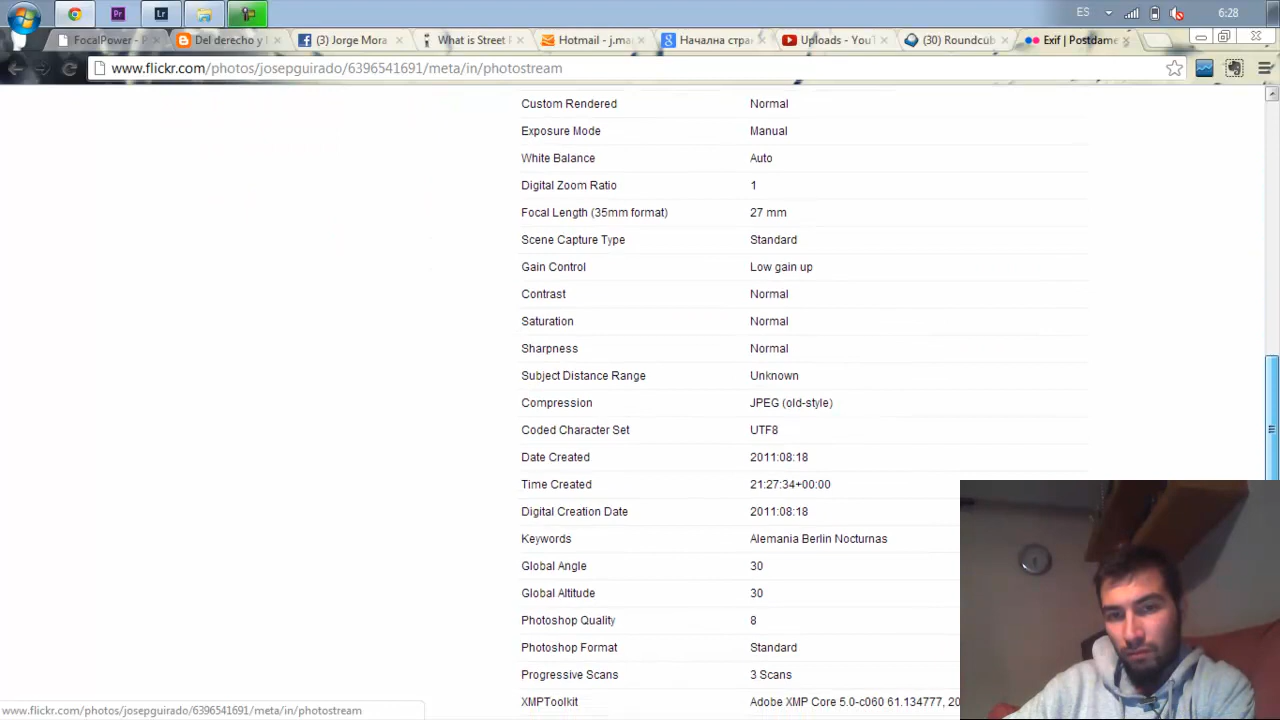 ES 6:28
FocalPower - P
Del derecho y
(3) Jorge Mora
What is Street
Hotmail - j.ma
Начална стра
Uploads - YouT
(30) Roundcub
Exif | Postdame
www.flickr.com/photos/josepguirado/6396541691/meta/in/photostream
Custom Rendered Normal
Exposure Mode Manual
White Balance Auto
Digital Zoom Ratio 1
Focal Length (35mm format) 27 mm
Scene Capture Type Standard
Gain Control Low gain up
Contrast Normal
Saturation Normal
Sharpness Normal
Subject Distance Range Unknown
Compression JPEG (old-style)
Coded Character Set UTF8
Date Created 2011:08:18
Time Created 21:27:34+00:00
Digital Creation Date 2011:08:18
Keywords Alemania Berlin Nocturnas
Global Angle 30
Global Altitude 30
Photoshop Quality 8
Photoshop Format Standard
Progressive Scans 3 Scans
XMPToolkit Adobe XMP Core 5.0-c060 61.134777, 20
www.flickr.com/photos/josepguirado/6396541691/meta/in/photostream